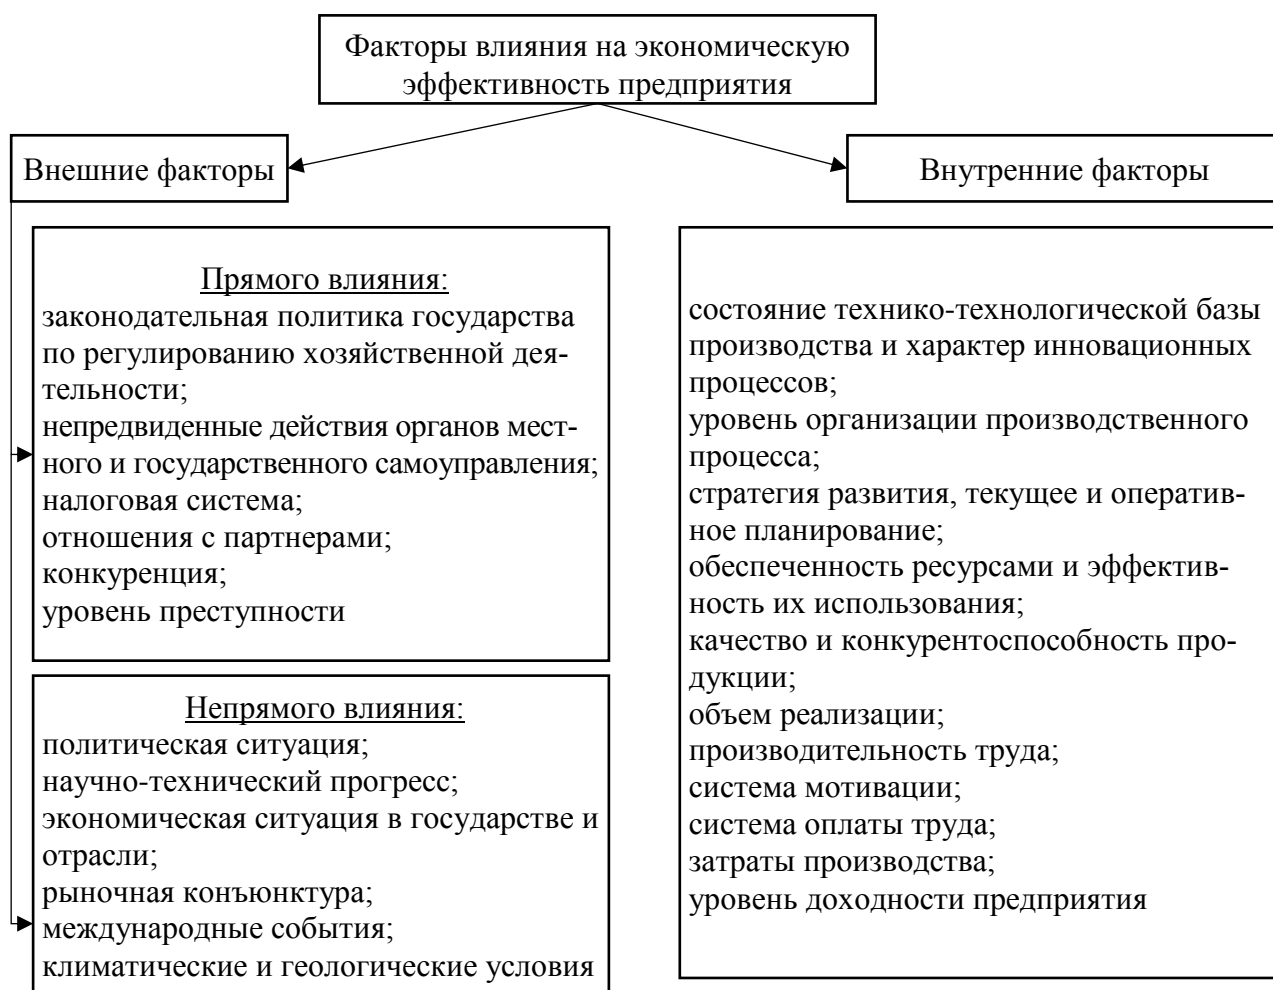 Факторы влияния на экономическую
эффективность предприятия
Внешние факторы
Внутренние факторы
Прямого влияния:
законодательная политика государства
по регулированию хозяйственной дея-
тельности;
непредвиденные действия органов мест-
ного и государственного самоуправления;
налоговая система;
отношения с партнерами;
конкуренция;
уровень преступности
Непрямого влияния:
политическая ситуация;
научно-технический прогресс;
экономическая ситуация в государстве и
отрасли;
рыночная конъюнктура;
международные события;
климатические и геологические условия
состояние технико-технологической базы
производства и характер инновационных
процессов;
уровень организации производственного
процесса;
стратегия развития, текущее и оператив-
ное планирование;
обеспеченность ресурсами и эффектив-
ность их использования;
качество и конкурентоспособность про-
дукции;
объем реализации;
производительность труда;
система мотивации;
система оплаты труда;
затраты производства;
уровень доходности предприятия